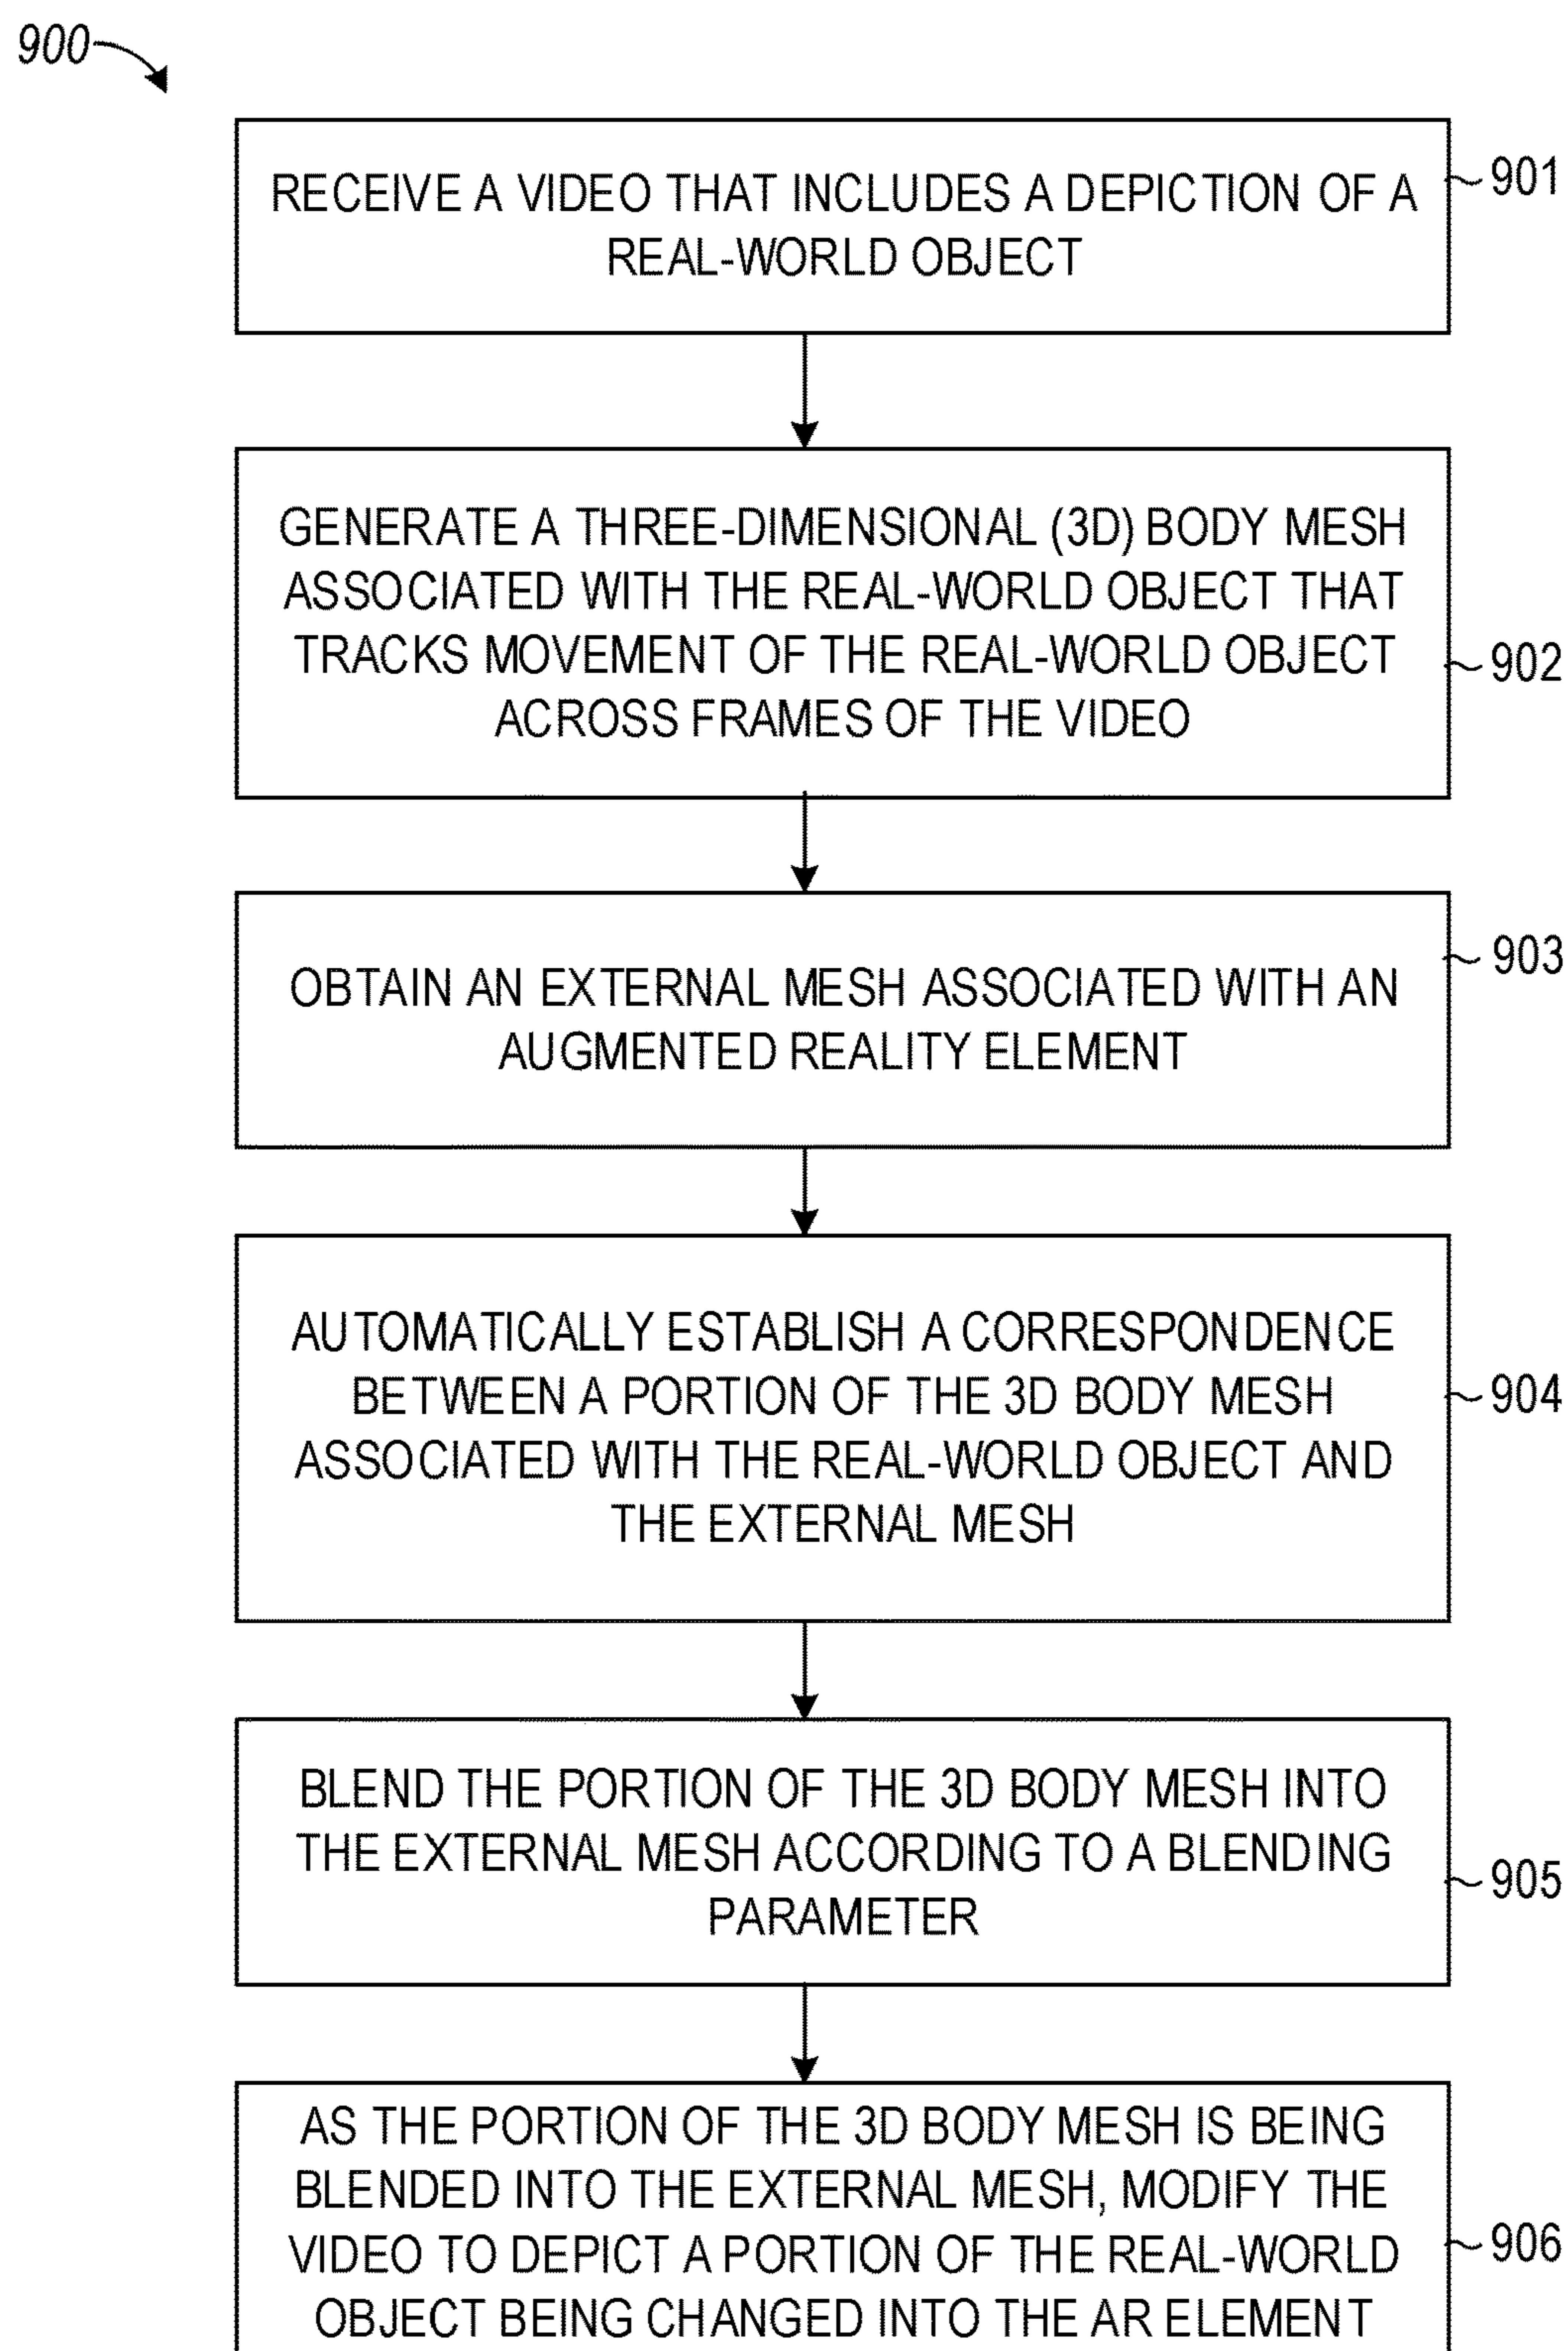 900
RECEIVE A VIDEO THAT INCLUDES A DEPICTION OF A
REAL-WORLD OBJECT
901
GENERATE A THREE-DIMENSIONAL (3D) BODY MESH
ASSOCIATED WITH THE REAL-WORLD OBJECT THAT
TRACKS MOVEMENT OF THE REAL-WORLD OBJECT
ACROSS FRAMES OF THE VIDEO
902
OBTAIN AN EXTERNAL MESH ASSOCIATED WITH AN
AUGMENTED REALITY ELEMENT
903
AUTOMATICALLY ESTABLISH A CORRESPONDENCE
BETWEEN A PORTION OF THE 3D BODY MESH
ASSOCIATED WITH THE REAL-WORLD OBJECT AND
THE EXTERNAL MESH
904
BLEND THE PORTION OF THE 3D BODY MESH INTO
THE EXTERNAL MESH ACCORDING TO A BLENDING
PARAMETER
905
AS THE PORTION OF THE 3D BODY MESH IS BEING
BLENDED INTO THE EXTERNAL MESH, MODIFY THE
VIDEO TO DEPICT A PORTION OF THE REAL-WORLD
OBJECT BEING CHANGED INTO THE AR ELEMENT
906